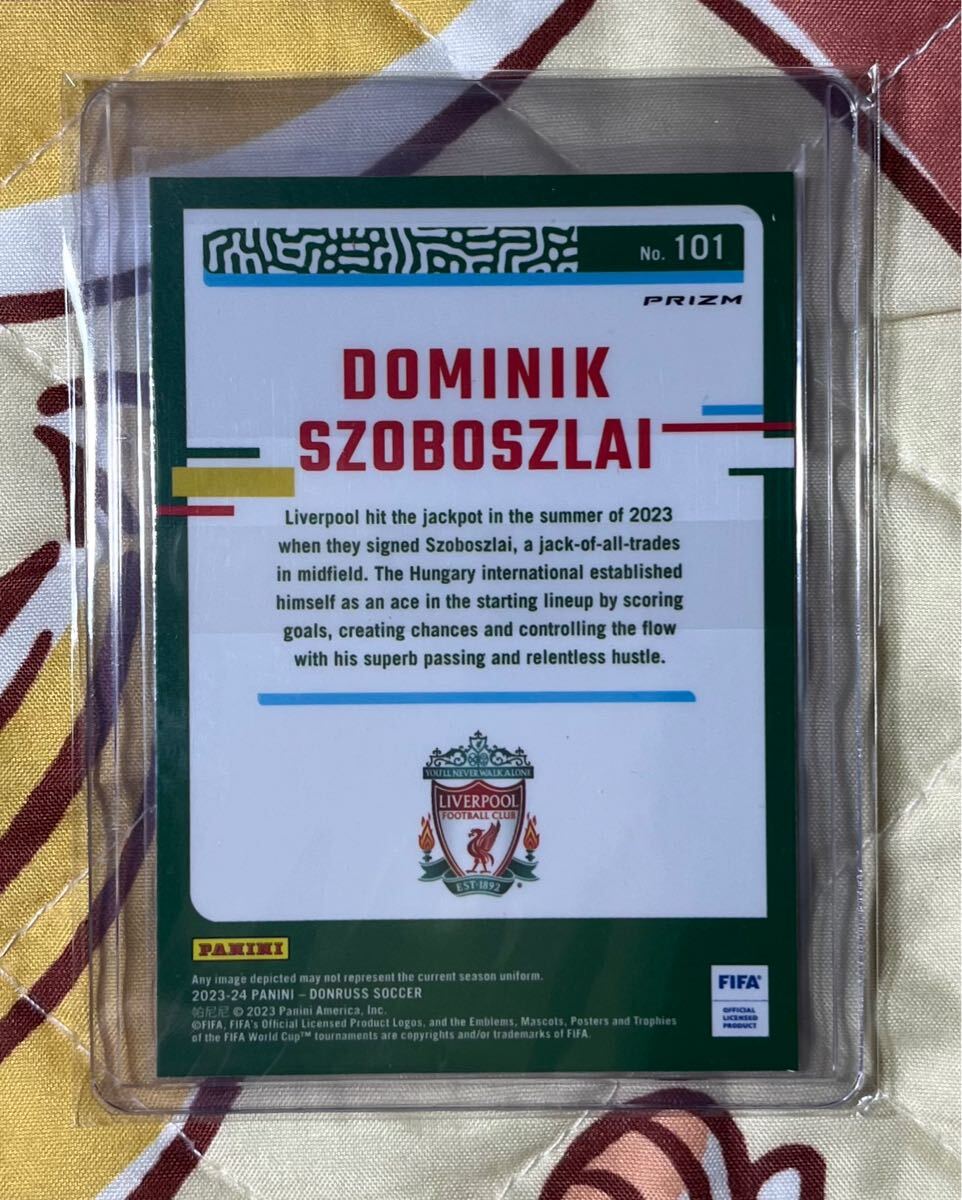 No. 101
PRIZM
DOMINIK
SZOBOSZLAI
Liverpool hit the jackpot in the summer of 2023
when they signed Szoboszlai, a jack-of-all-trades
in midfield. The Hungary international established
himself as an ace in the starting lineup by scoring
goals, creating chances and controlling the flow
with his superb passing and relentless hustle.
YOU'LL NEVER WALK ALONE
LIVERPOOL
FOOTBALL CLUB
EST·1892
PANINI
Any image depicted may not represent the current season uniform.
2023-24 PANINI – DONRUSS SOCCER
帕尼尼 © 2023 Panini America, Inc.
©FIFA, FIFA's Official Licensed Product Logos, and the Emblems, Mascots, Posters and Trophies
of the FIFA World Cup™ tournaments are copyrights and/or trademarks of FIFA.
FIFA®
OFFICIAL
LICENSED
PRODUCT